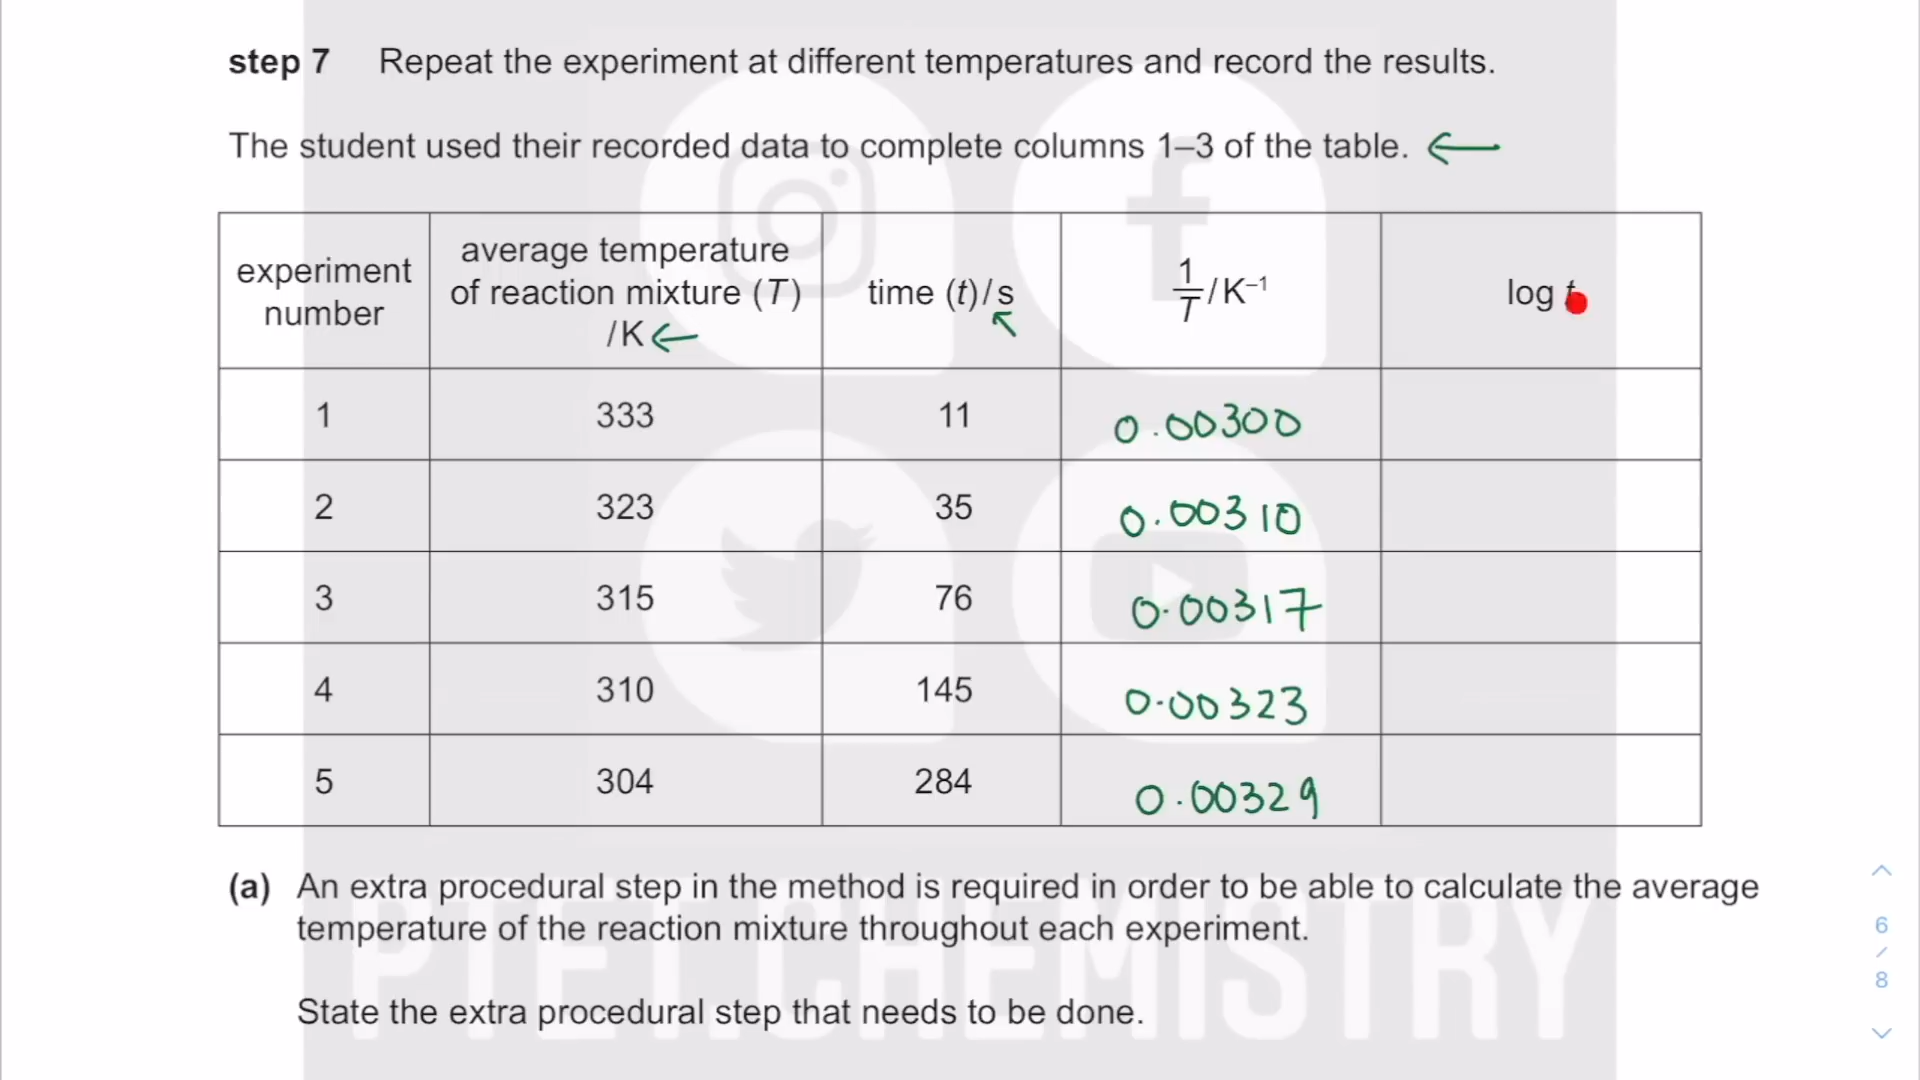 step 7 Repeat the experiment at different temperatures and record the results.
The student used their recorded data to complete columns 1–3 of the table.
experiment number | average temperature of reaction mixture (T) /K | time (t)/s | 1/T /K⁻¹ | log t
1 | 333 | 11 | 0.00300
2 | 323 | 35 | 0.00310
3 | 315 | 76 | 0.00317
4 | 310 | 145 | 0.00323
5 | 304 | 284 | 0.00329
(a) An extra procedural step in the method is required in order to be able to calculate the average
temperature of the reaction mixture throughout each experiment.
State the extra procedural step that needs to be done.
6
/
8